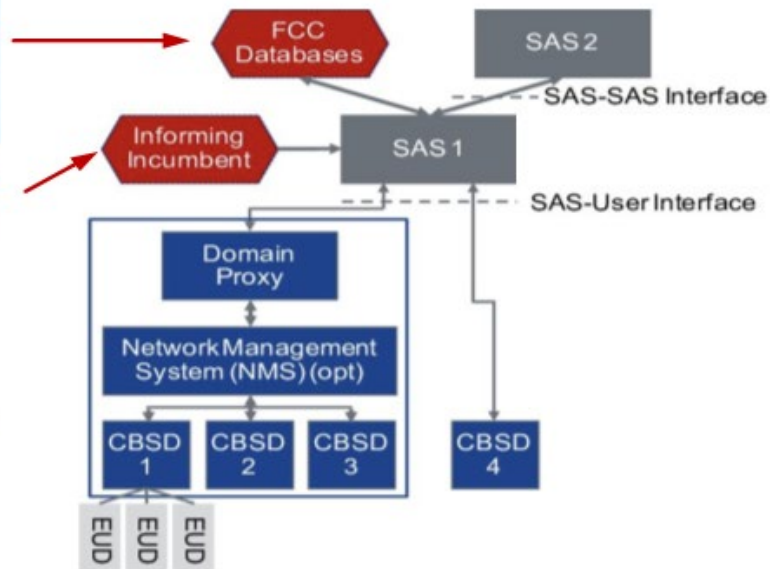 FCC
Databases
SAS 2
SAS-SAS Interface
Informing
Incumbent
SAS 1
SAS-User Interface
Domain
Proxy
Network Management
System (NMS) (opt)
CBSD
1
CBSD
2
CBSD
3
CBSD
4
EUD
EUD
EUD